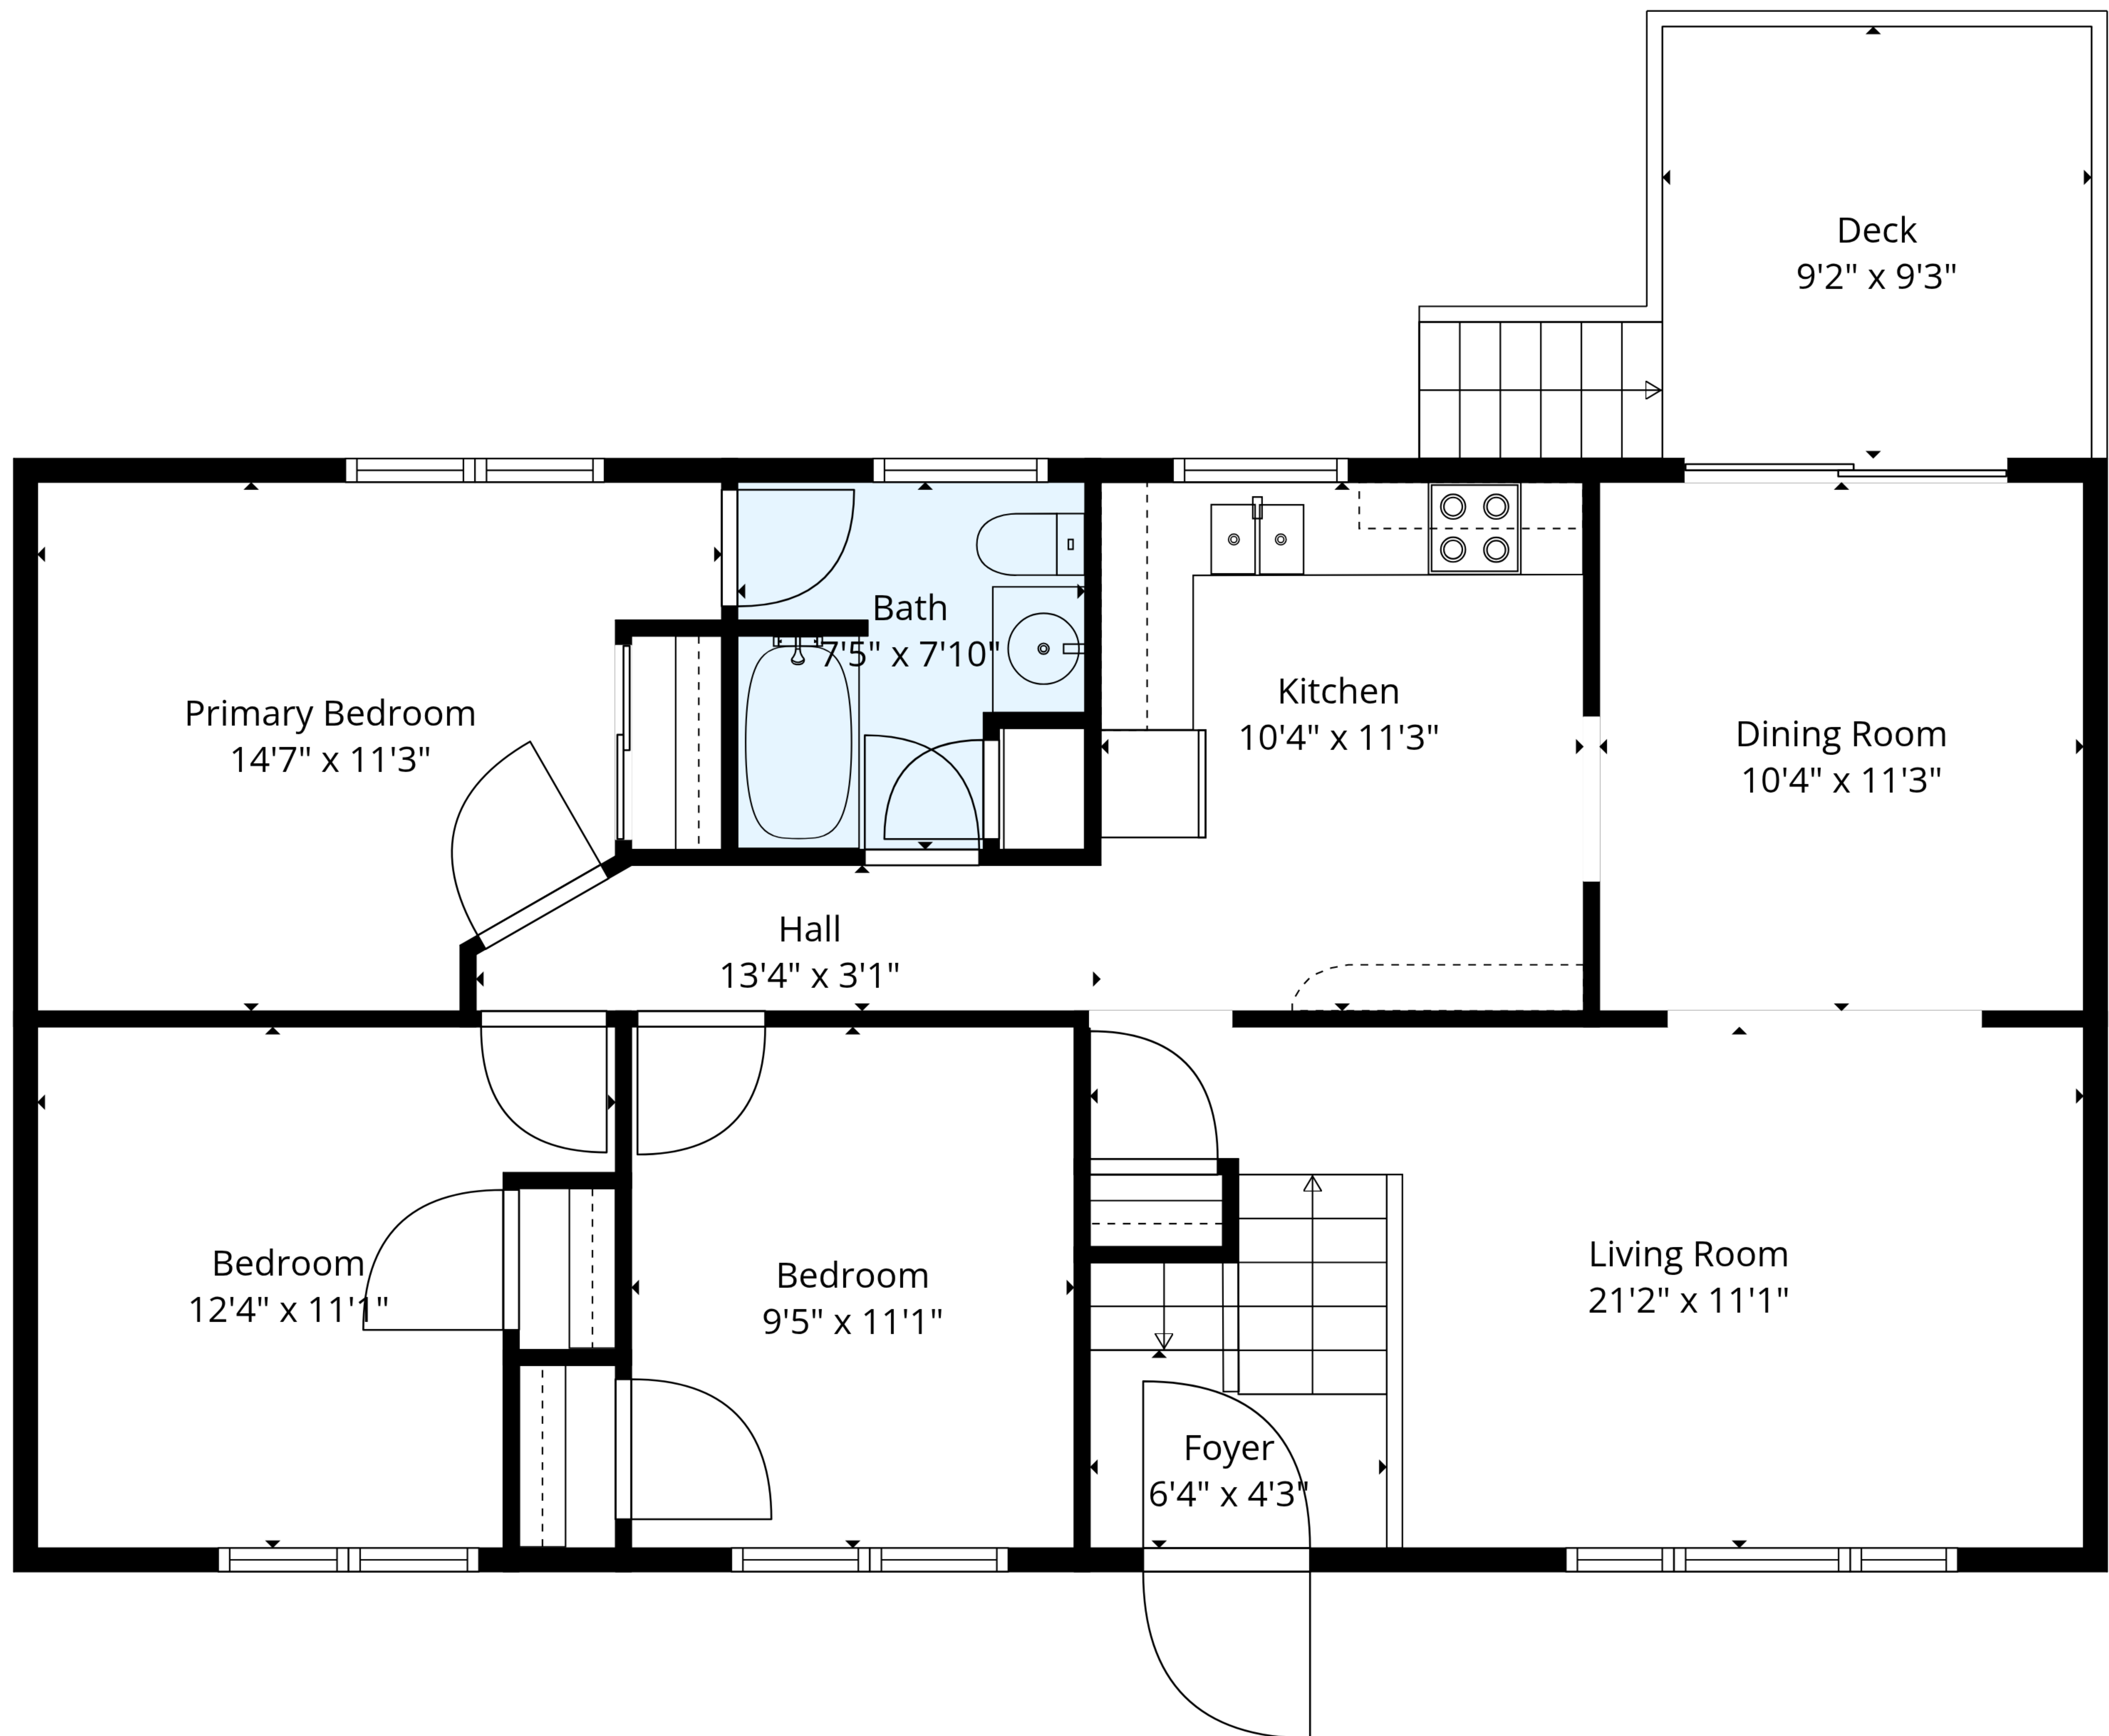 Deck
9'2" x 9'3"
Bath
7'5" x 7'10"
Primary Bedroom
14'7" x 11'3"
Kitchen
10'4" x 11'3"
Dining Room
10'4" x 11'3"
Hall
13'4" x 3'1"
Bedroom
12'4" x 11'1"
Bedroom
9'5" x 11'1"
Living Room
21'2" x 11'1"
Foyer
6'4" x 4'3"